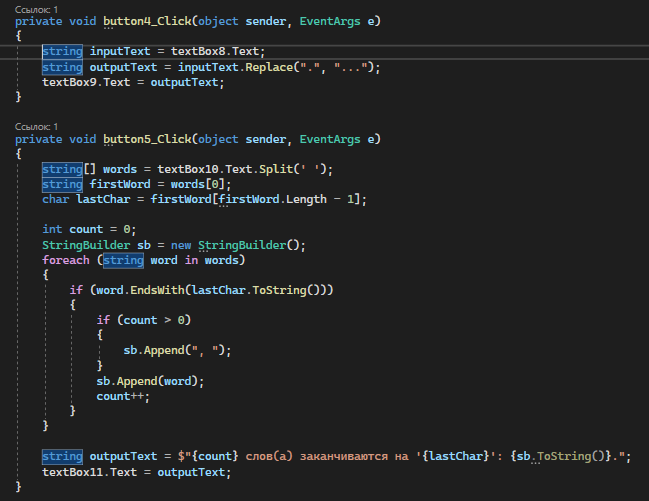 Ссылок: 1
private void button4_Click(object sender, EventArgs e)
{
    string inputText = textBox8.Text;
    string outputText = inputText.Replace(".", "...");
    textBox9.Text = outputText;
}
Ссылок: 1
private void button5_Click(object sender, EventArgs e)
{
    string[] words = textBox10.Text.Split(' ');
    string firstWord = words[0];
    char lastChar = firstWord[firstWord.Length - 1];
    int count = 0;
    StringBuilder sb = new StringBuilder();
    foreach (string word in words)
    {
        if (word.EndsWith(lastChar.ToString()))
        {
            if (count > 0)
            {
                sb.Append(", ");
            }
            sb.Append(word);
            count++;
        }
    }
    string outputText = $"{count} слов(а) заканчиваются на '{lastChar}': {sb.ToString()}.";
    textBox11.Text = outputText;
}